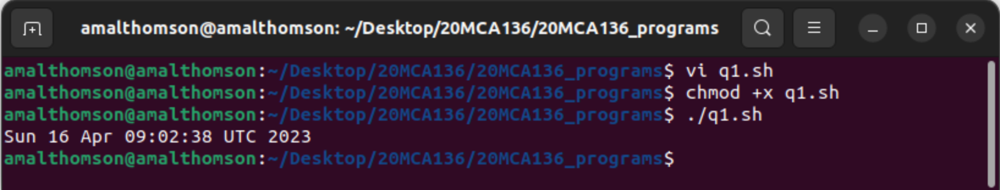 amalthomson@amalthomson: ~/Desktop/20MCA136/20MCA136_programs
amalthomson@amalthomson:~/Desktop/20MCA136/20MCA136_programs$ vi q1.sh
amalthomson@amalthomson:~/Desktop/20MCA136/20MCA136_programs$ chmod +x q1.sh
amalthomson@amalthomson:~/Desktop/20MCA136/20MCA136_programs$ ./q1.sh
Sun 16 Apr 09:02:38 UTC 2023
amalthomson@amalthomson:~/Desktop/20MCA136/20MCA136_programs$